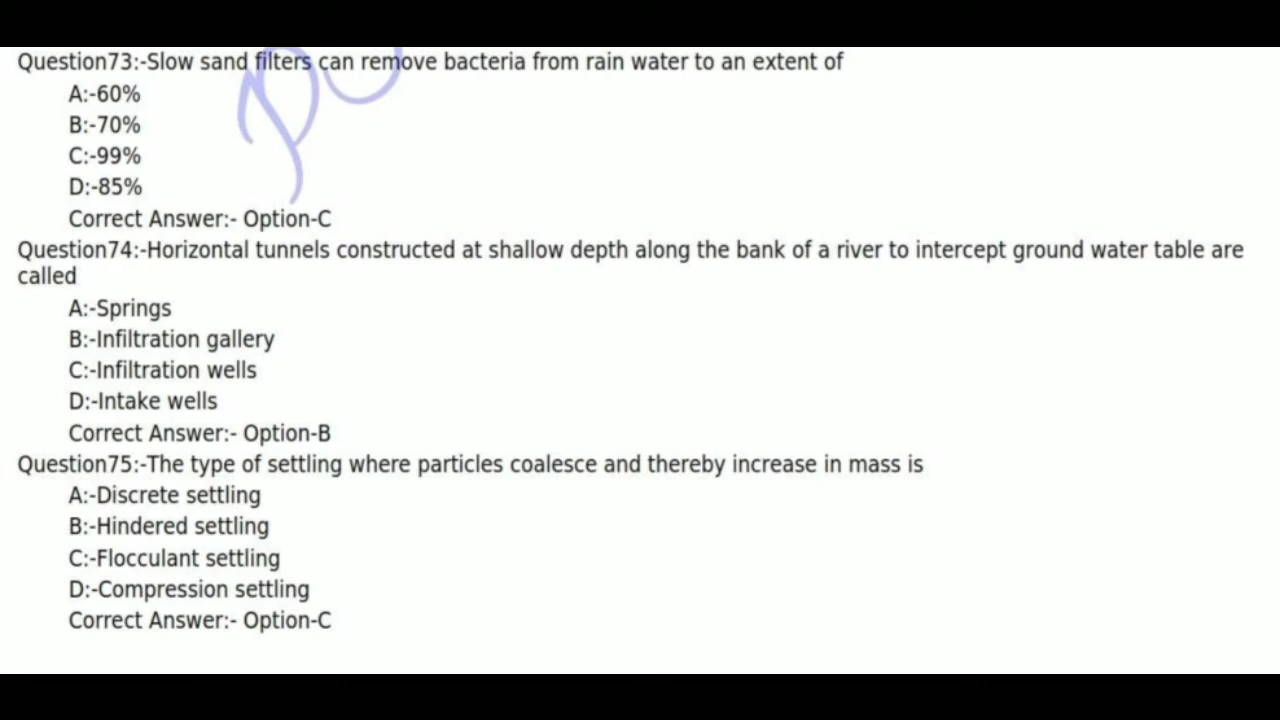 Question73:-Slow sand filters can remove bacteria from rain water to an extent of
A:-60%
B:-70%
C:-99%
D:-85%
Correct Answer:- Option-C
Question74:-Horizontal tunnels constructed at shallow depth along the bank of a river to intercept ground water table are
called
A:-Springs
B:-Infiltration gallery
C:-Infiltration wells
D:-Intake wells
Correct Answer:- Option-B
Question75:-The type of settling where particles coalesce and thereby increase in mass is
A:-Discrete settling
B:-Hindered settling
C:-Flocculant settling
D:-Compression settling
Correct Answer:- Option-C